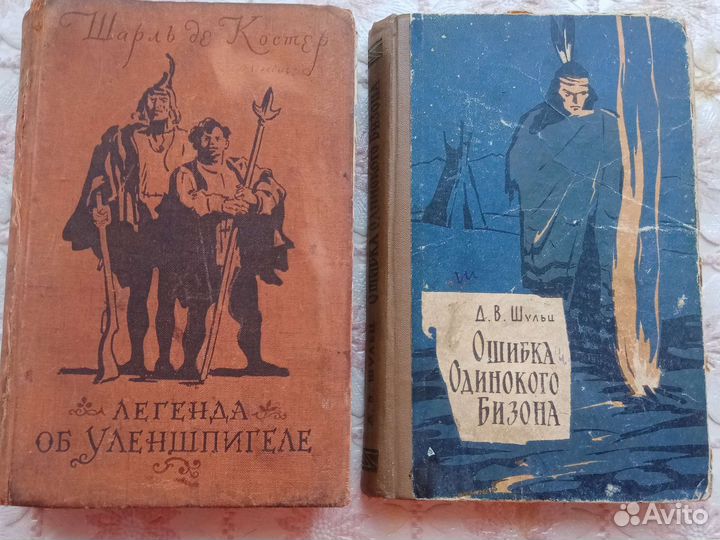 Шарль де Костер
ЛЕГЕНДА
ОБ УЛЕНШПИГЕЛЕ
Д. В. Шульц
ОШИБКА
ОДИНОКОГО
БИЗОНА
Avito